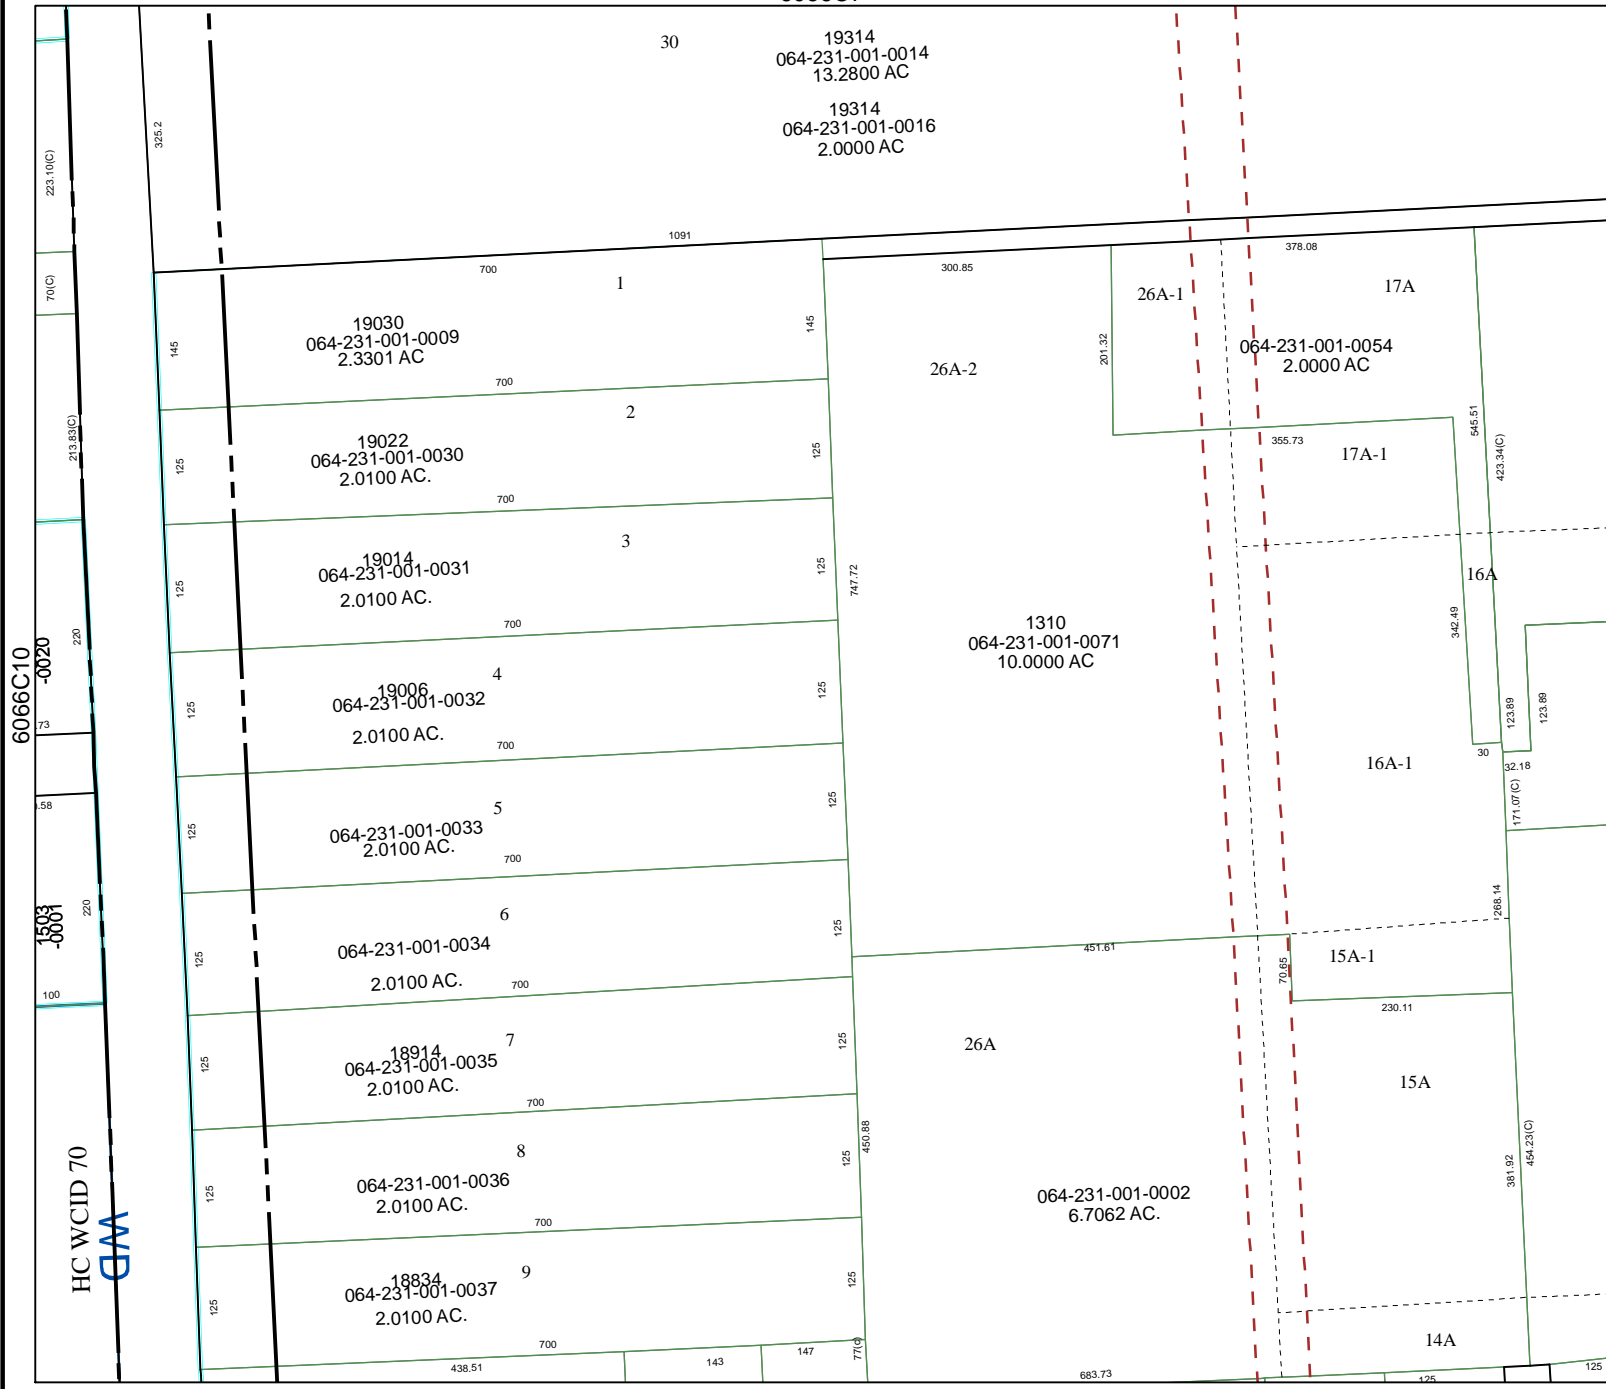 30
19314
064-231-001-0014
13.2800 AC
19314
064-231-001-0016
2.0000 AC
325.2
223.10(C)
70(C)
213.83(C)
220
6066C10
-0020
.73
.58
220
1503
-0001
100
HC WCID 70
WD
1091
700
1
145
19030
064-231-001-0009
2.3301 AC
145
700
2
125
19022
064-231-001-0030
2.0100 AC.
125
700
3
125
19014
064-231-001-0031
2.0100 AC.
125
700
4
125
19006
064-231-001-0032
2.0100 AC.
125
700
5
125
064-231-001-0033
2.0100 AC.
125
700
6
125
064-231-001-0034
2.0100 AC.
125
700
7
125
18914
064-231-001-0035
2.0100 AC.
125
700
8
125
064-231-001-0036
2.0100 AC.
125
700
9
125
18834
064-231-001-0037
2.0100 AC.
125
700
438.51
143
147
77(c)
300.85
378.08
26A-1
17A
201.32
064-231-001-0054
2.0000 AC
26A-2
355.73
17A-1
545.51
423.34(C)
747.72
16A
1310
064-231-001-0071
10.0000 AC
342.49
123.89
123.89
30
32.18
16A-1
171.07(C)
268.14
451.61
70.65
15A-1
230.11
26A
15A
450.88
381.92
454.23(C)
064-231-001-0002
6.7062 AC.
14A
683.73
125
125